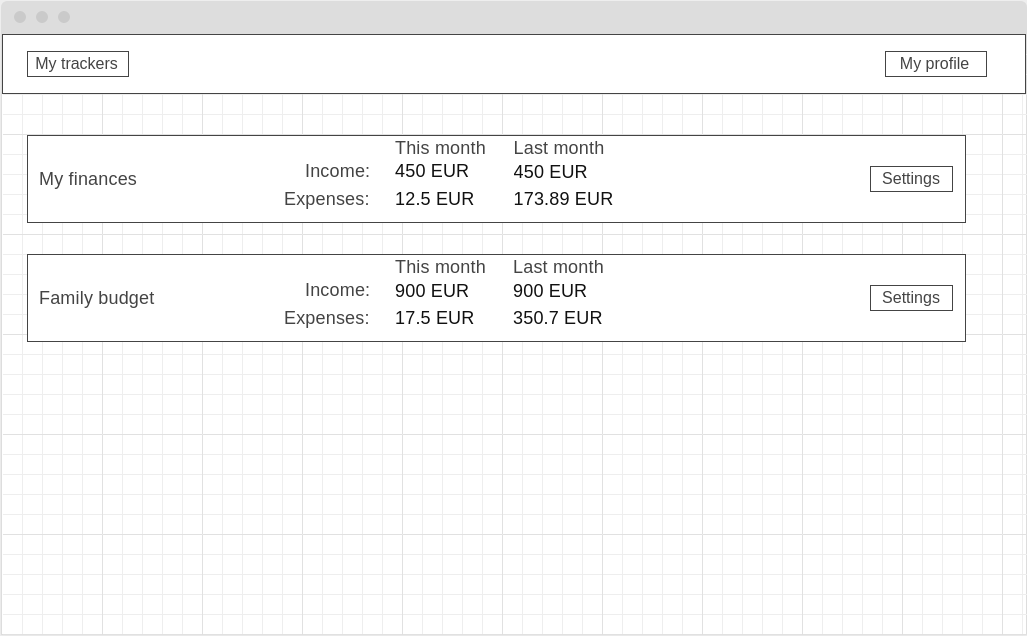 My trackers My profile
This month Last month
My finances Income: 450 EUR 450 EUR Settings
Expenses: 12.5 EUR 173.89 EUR
This month Last month
Family budget Income: 900 EUR 900 EUR Settings
Expenses: 17.5 EUR 350.7 EUR